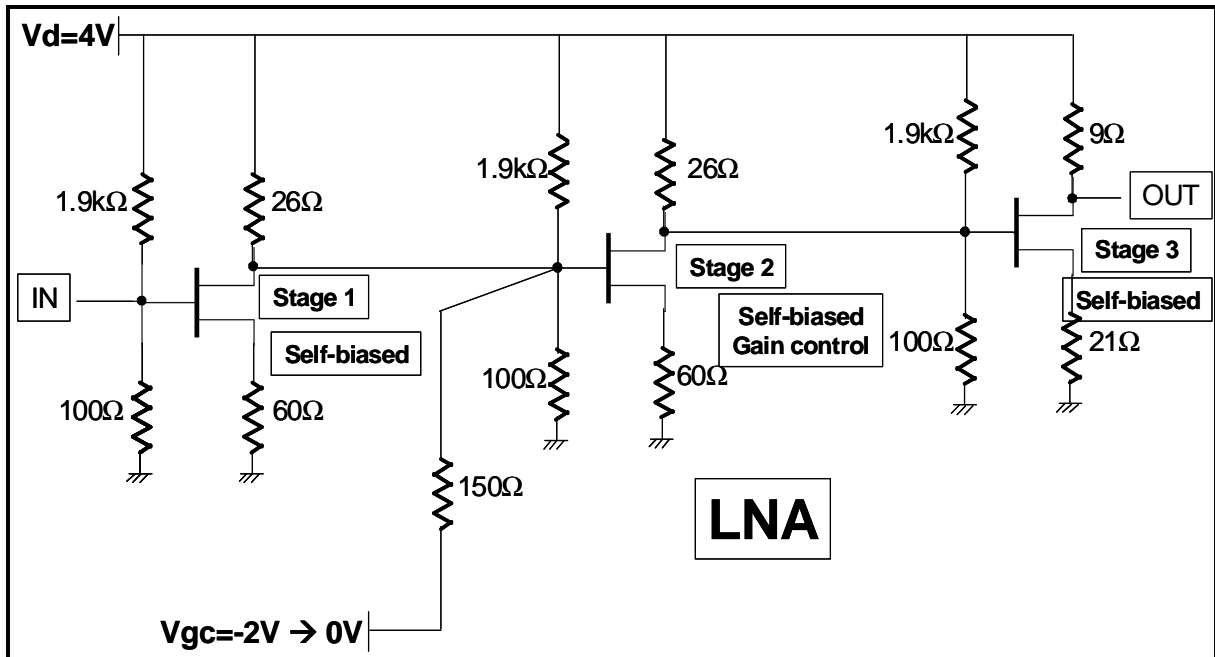 Vd=4V
1.9kΩ
26Ω
1.9kΩ
26Ω
1.9kΩ
9Ω
OUT
IN
Stage 1
Stage 2
Stage 3
Self-biased
Self-biased
Gain control
Self-biased
100Ω
60Ω
100Ω
60Ω
100Ω
21Ω
150Ω
LNA
Vgc=-2V → 0V